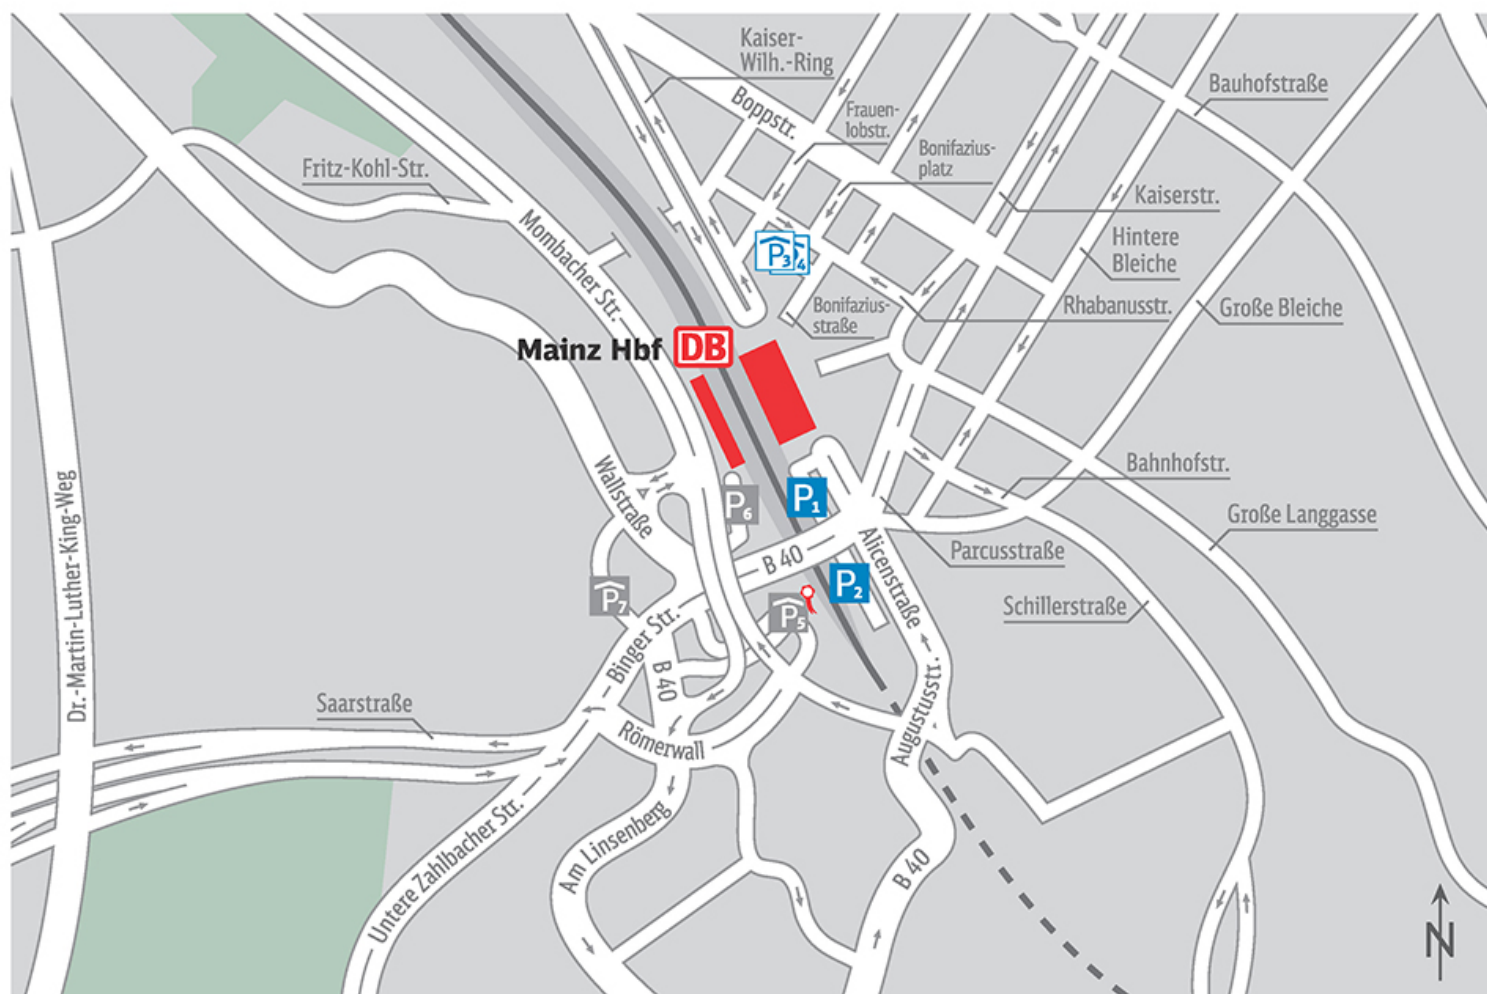 Kaiser-
Wilh.-Ring
Boppstr.
Frauen-
lobstr.
Bonifazius-
platz
Bauhofstraße
Fritz-Kohl-Str.
Kaiserstr.
Mombacher Str.
Hintere
Bleiche
P3
4
Bonifazius-
straße
Rhabanusstr.
Große Bleiche
Mainz Hbf
DB
Wallstraße
Bahnhofstr.
Dr.-Martin-Luther-King-Weg
P6
P1
Große Langgasse
Parcusstraße
B 40
Alicenstraße
P2
P7
P5
Schillerstraße
Binger Str.
B 40
Saarstraße
Römerwall
Augustusstr.
Untere Zahlbacher Str.
Am Linsenberg
B 40
N